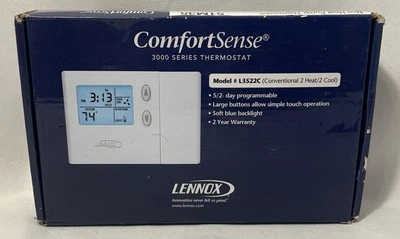 ComfortSense®
3000 SERIES THERMOSTAT
Model # L3522C (Conventional 2 Heat/2 Cool)
• 5/2- day programmable
• Large buttons allow simple touch operation
• Soft blue backlight
• 2 Year Warranty
3:13
74°
LENNOX
LENNOX
Innovation never felt so good.™
www.lennox.com